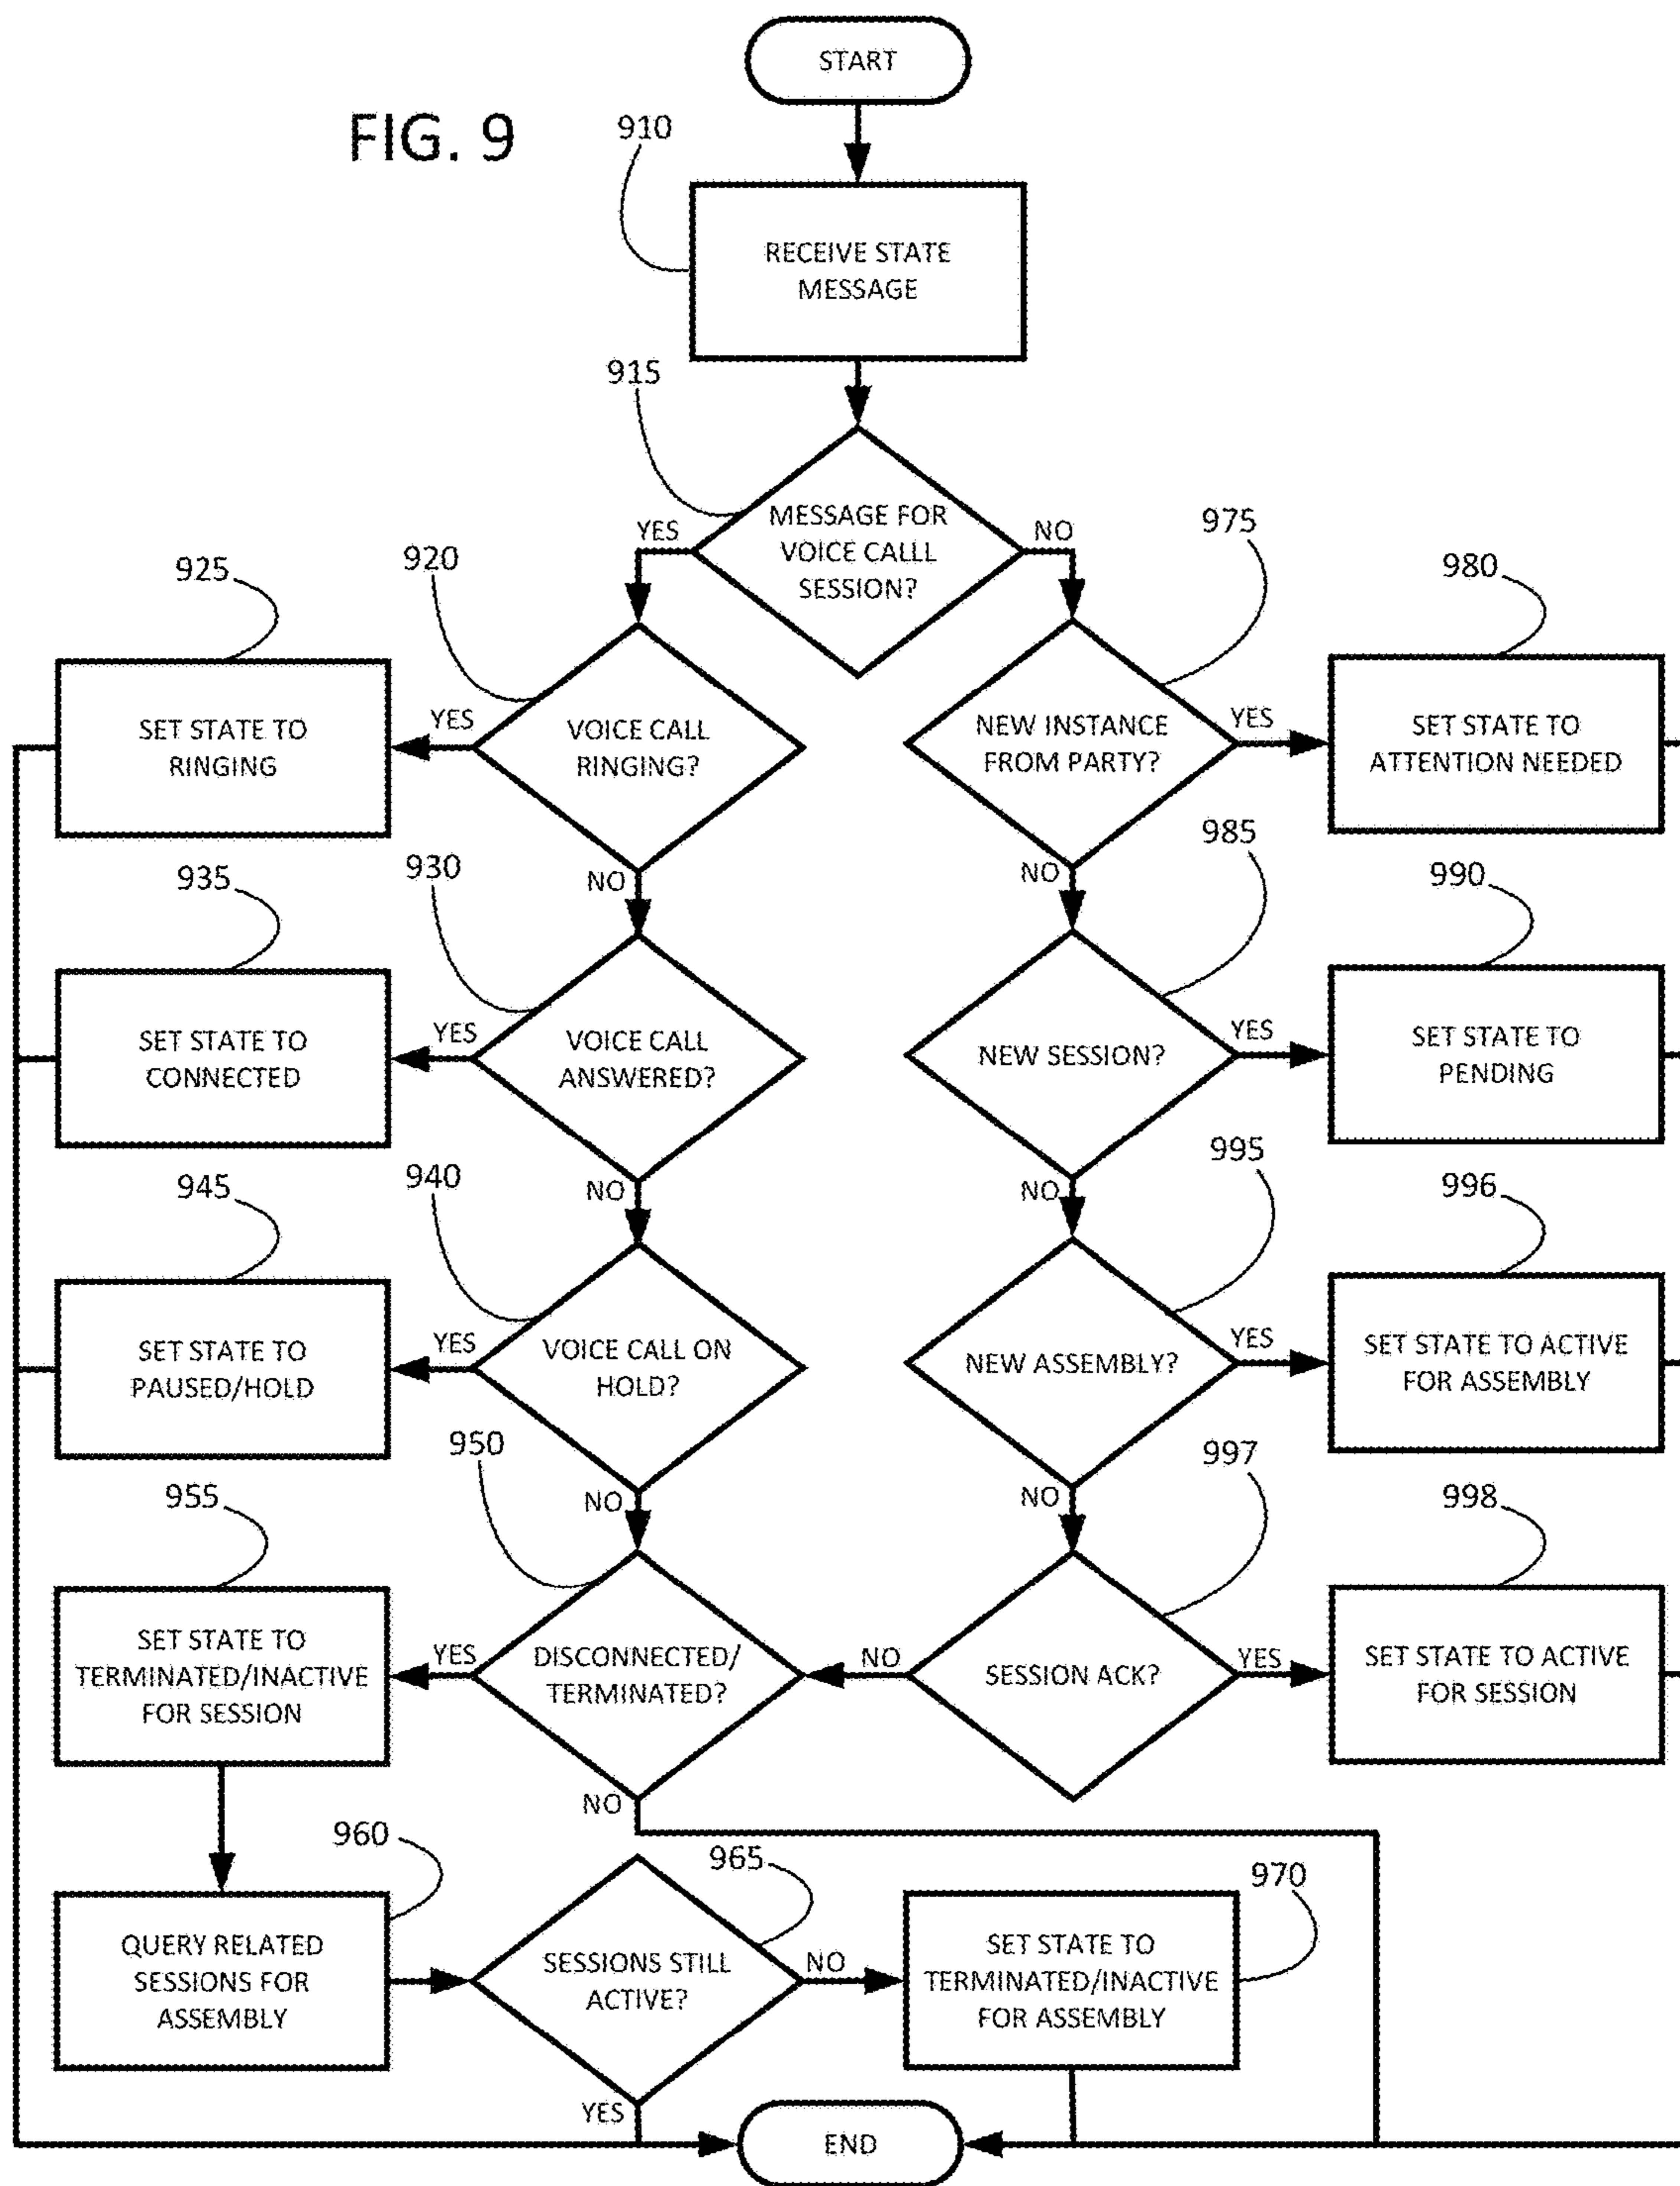 START
FIG. 9
910
RECEIVE STATE
MESSAGE
915
MESSAGE FOR
VOICE CALLL
SESSION?
YES
NO
920
975
925
980
VOICE CALL
RINGING?
YES
SET STATE TO
RINGING
NEW INSTANCE
FROM PARTY?
YES
SET STATE TO
ATTENTION NEEDED
NO
NO
930
985
935
990
VOICE CALL
ANSWERED?
YES
SET STATE TO
CONNECTED
NEW SESSION?
YES
SET STATE TO
PENDING
NO
NO
940
995
945
996
VOICE CALL ON
HOLD?
YES
SET STATE TO
PAUSED/HOLD
NEW ASSEMBLY?
YES
SET STATE TO ACTIVE
FOR ASSEMBLY
NO
NO
950
997
955
998
DISCONNECTED/
TERMINATED?
YES
SET STATE TO
TERMINATED/INACTIVE
FOR SESSION
NO
SESSION ACK?
YES
SET STATE TO ACTIVE
FOR SESSION
NO
960
965
970
QUERY RELATED
SESSIONS FOR
ASSEMBLY
SESSIONS STILL
ACTIVE?
NO
SET STATE TO
TERMINATED/INACTIVE
FOR ASSEMBLY
YES
END